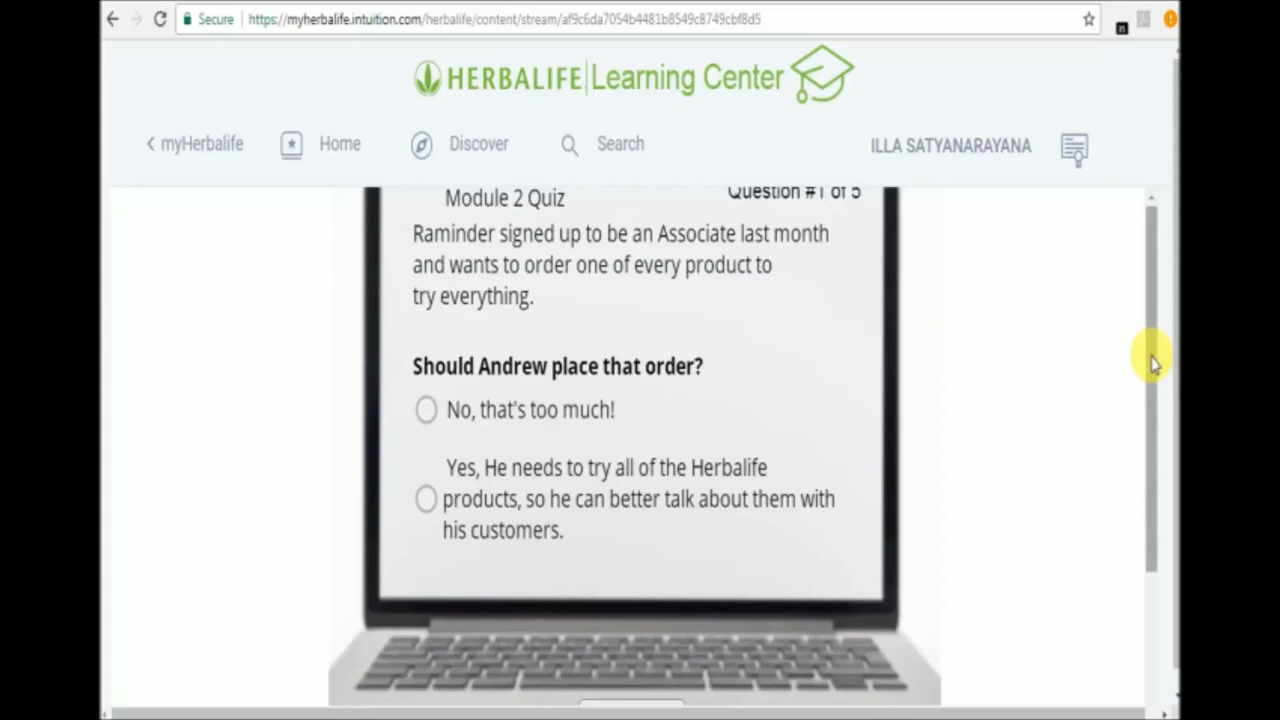 Secure https://myherbalife.intuition.com/herbalife/content/stream/af9c6da7054b4481b8549c8749cbf8d5
HERBALIFE Learning Center
myHerbalife Home Discover Search ILLA SATYANARAYANA
Module 2 Quiz Question #1 of 5
Raminder signed up to be an Associate last month
and wants to order one of every product to
try everything.
Should Andrew place that order?
No, that's too much!
Yes, He needs to try all of the Herbalife
products, so he can better talk about them with
his customers.